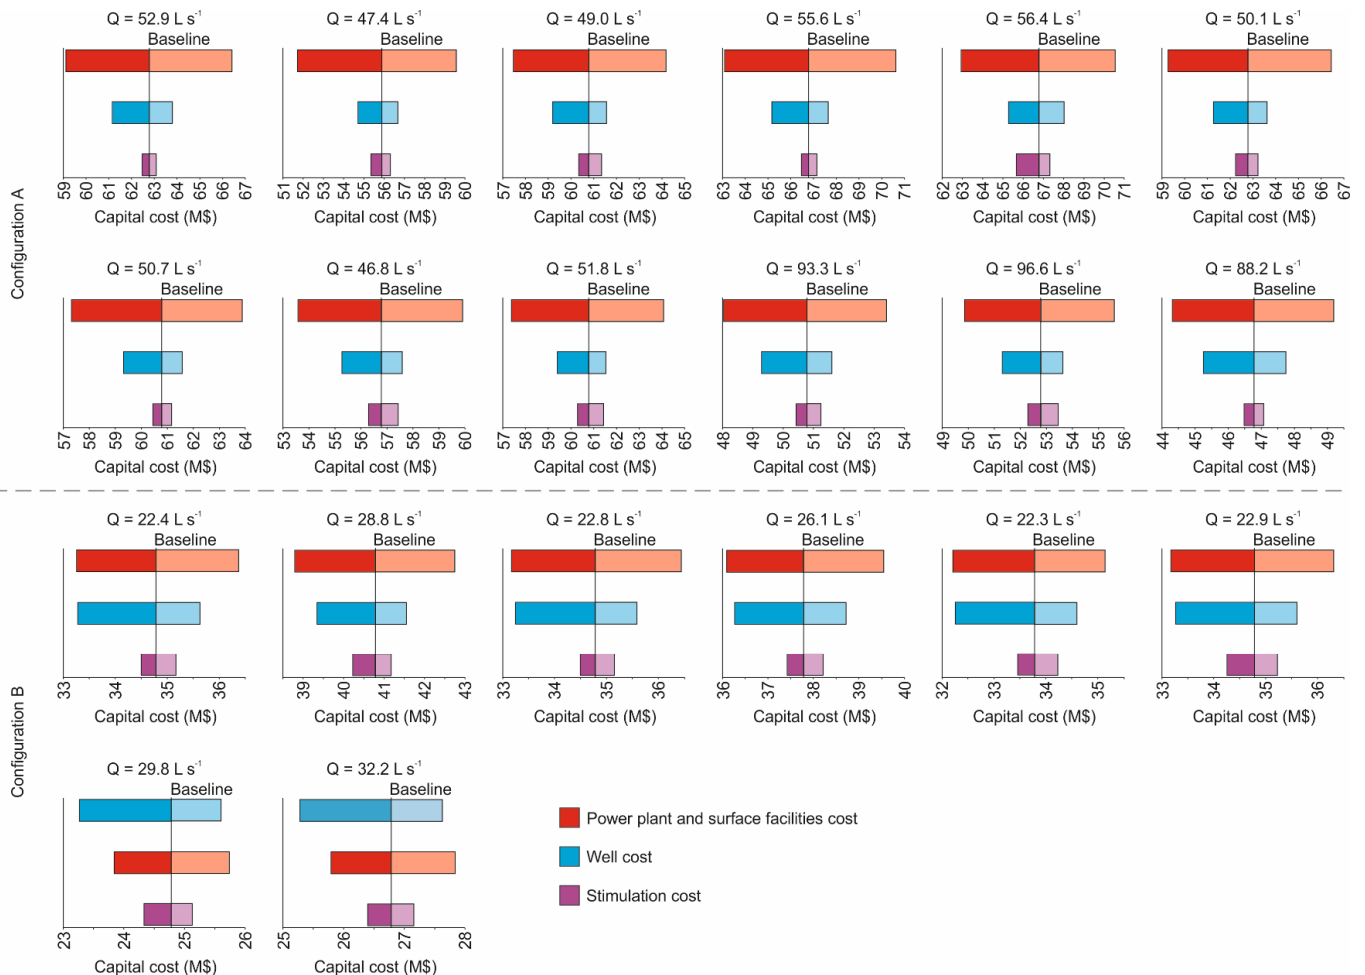 Configuration A
Q = 52.9 L s⁻¹
Baseline
59 60 61 62 63 64 65 66 67
Capital cost (M$)
Q = 47.4 L s⁻¹
Baseline
51 52 54 55 56 57 58 59 60
Capital cost (M$)
Q = 49.0 L s⁻¹
Baseline
57 58 60 61 62 63 64 65
Capital cost (M$)
Q = 55.6 L s⁻¹
Baseline
63 64 65 66 67 68 70 71
Capital cost (M$)
Q = 56.4 L s⁻¹
Baseline
62 63 64 65 66 67 68 70 71
Capital cost (M$)
Q = 50.1 L s⁻¹
Baseline
59 60 61 62 63 64 65 66 67
Capital cost (M$)
Q = 50.7 L s⁻¹
Baseline
57 58 59 60 61 62 63 64
Capital cost (M$)
Q = 46.8 L s⁻¹
Baseline
53 54 55 56 57 58 59 60
Capital cost (M$)
Q = 51.8 L s⁻¹
Baseline
57 58 60 61 62 63 64 65
Capital cost (M$)
Q = 93.3 L s⁻¹
Baseline
48 49 50 51 52 53 54
Capital cost (M$)
Q = 96.6 L s⁻¹
Baseline
49 50 51 52 53 54 55 56
Capital cost (M$)
Q = 88.2 L s⁻¹
Baseline
44 45 46 47 48 49
Capital cost (M$)
Configuration B
Q = 22.4 L s⁻¹
Baseline
33 34 35 36
Capital cost (M$)
Q = 28.8 L s⁻¹
Baseline
39 40 41 42 43
Capital cost (M$)
Q = 22.8 L s⁻¹
Baseline
33 34 35 36
Capital cost (M$)
Q = 26.1 L s⁻¹
Baseline
36 37 38 39 40
Capital cost (M$)
Q = 22.3 L s⁻¹
Baseline
32 33 34 35
Capital cost (M$)
Q = 22.9 L s⁻¹
Baseline
33 34 35 36
Capital cost (M$)
Q = 29.8 L s⁻¹
Baseline
23 24 25 26
Capital cost (M$)
Q = 32.2 L s⁻¹
Baseline
25 26 27 28
Capital cost (M$)
Power plant and surface facilities cost
Well cost
Stimulation cost